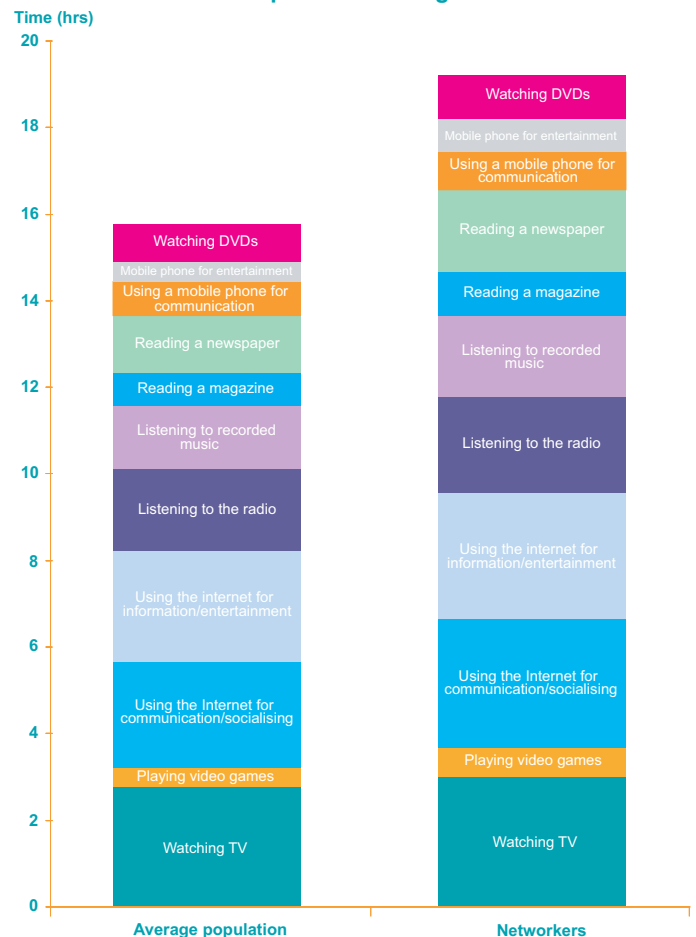 Time (hrs)
20
18
16
14
12
10
8
6
4
2
0
Watching DVDs
Mobile phone for entertainment
Using a mobile phone for
communication
Reading a newspaper
Reading a magazine
Listening to recorded
music
Listening to the radio
Using the internet for
information/entertainment
Using the Internet for
communication/socialising
Playing video games
Watching TV
Average population
Watching DVDs
Mobile phone for entertainment
Using a mobile phone for
communication
Reading a newspaper
Reading a magazine
Listening to recorded
music
Listening to the radio
Using the internet for
information/entertainment
Using the Internet for
communication/socialising
Playing video games
Watching TV
Networkers